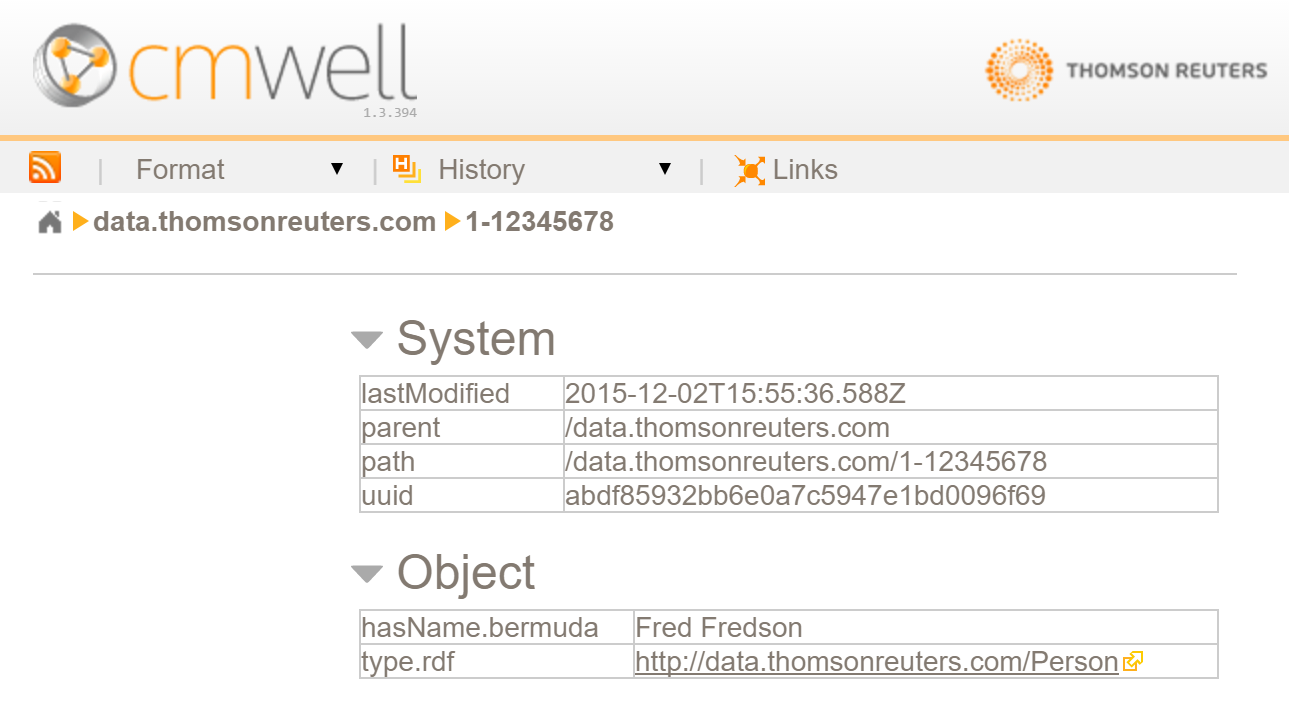 cmwell
1.3.394
THOMSON REUTERS
| Format ▼ | H History ▼ | Links
data.thomsonreuters.com 1-12345678
System
lastModified 2015-12-02T15:55:36.588Z
parent /data.thomsonreuters.com
path /data.thomsonreuters.com/1-12345678
uuid abdf85932bb6e0a7c5947e1bd0096f69
Object
hasName.bermuda Fred Fredson
type.rdf http://data.thomsonreuters.com/Person